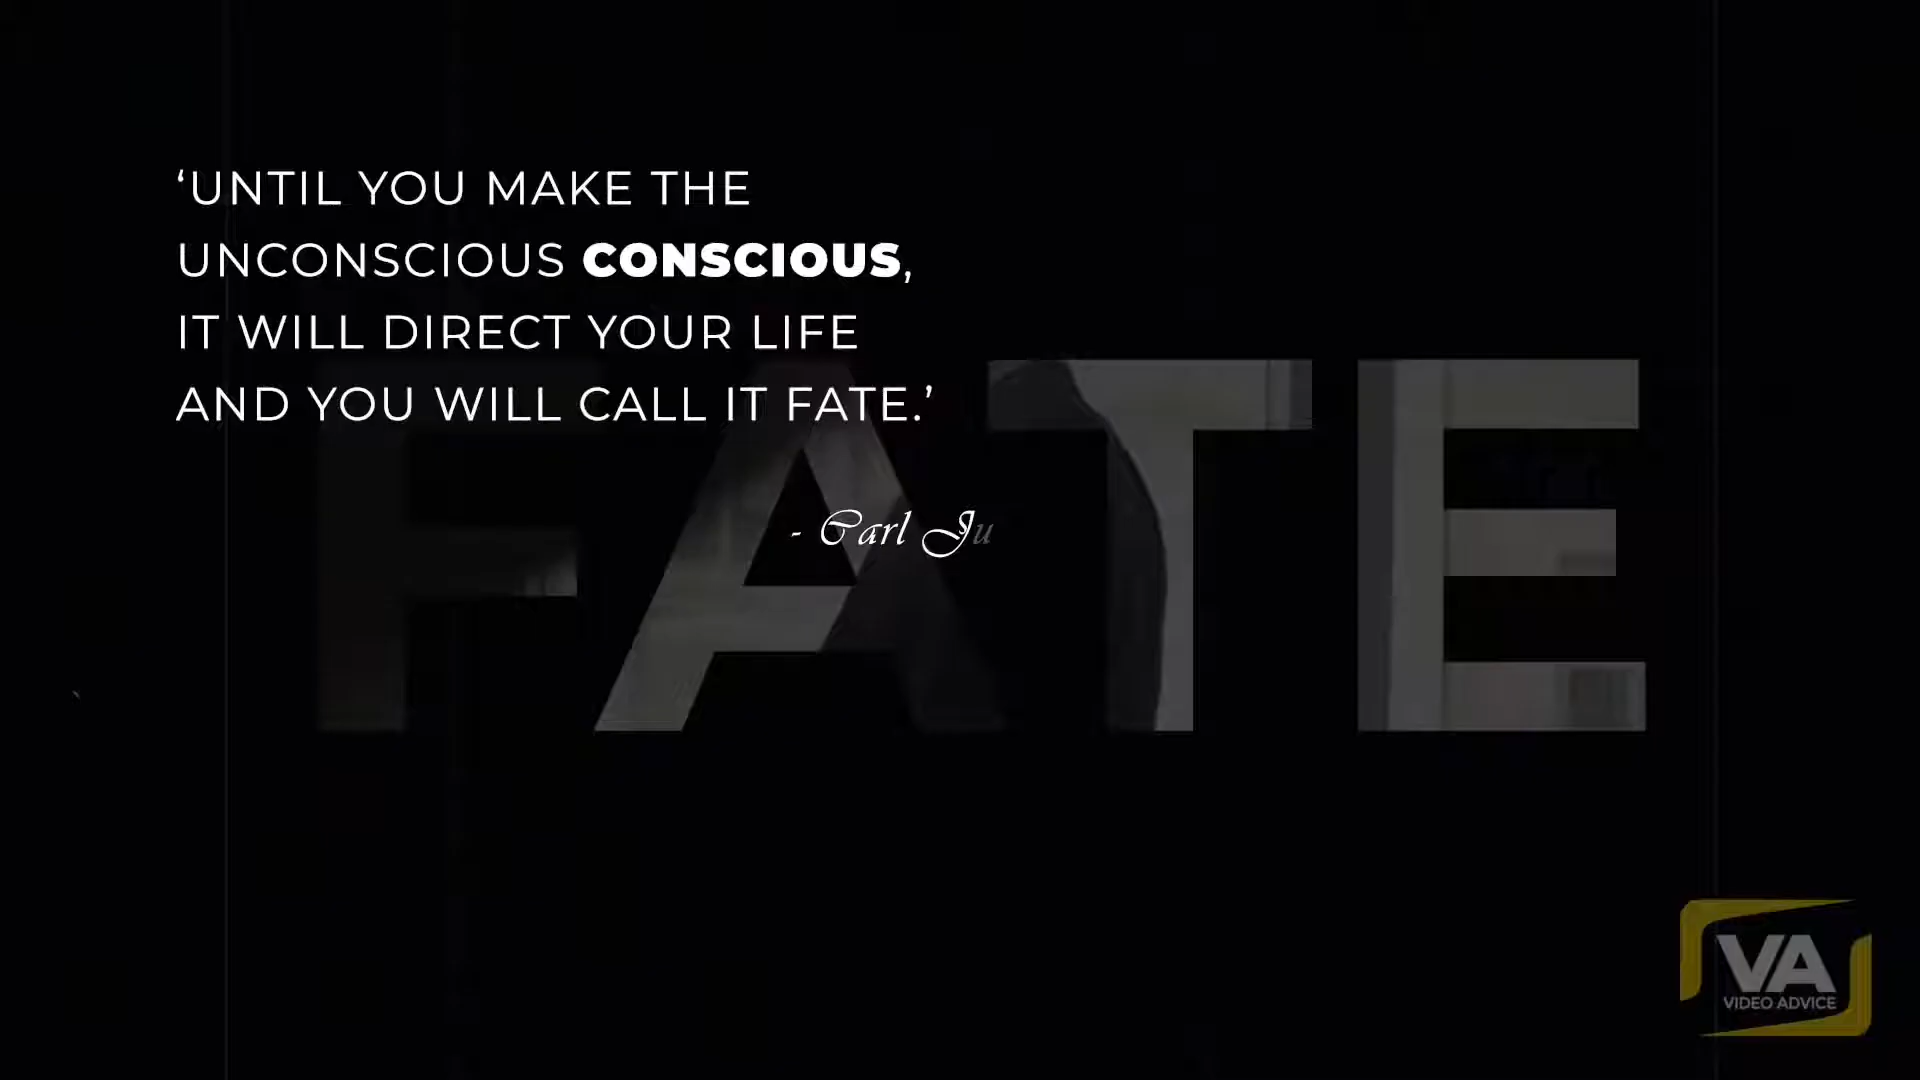 ‘UNTIL YOU MAKE THE
UNCONSCIOUS CONSCIOUS,
IT WILL DIRECT YOUR LIFE
AND YOU WILL CALL IT FATE.’
- Carl Ju
FATE
VA
VIDEO ADVICE